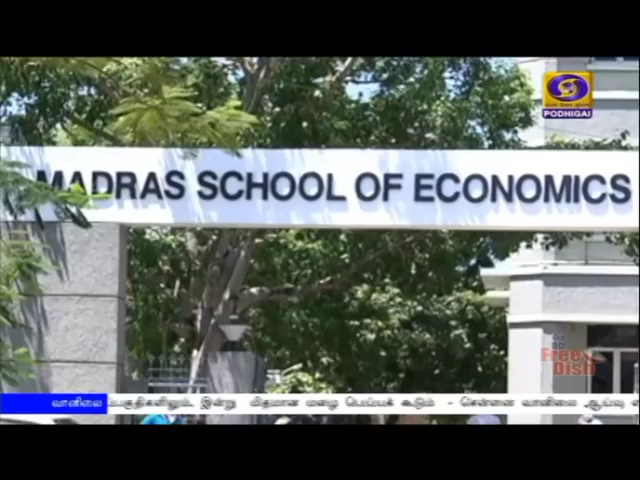 PODHIGAI
MADRAS SCHOOL OF ECONOMICS
Free
Dish
வானிலை பகுதிகளிலும், இன்று மிதமான மழை பெய்யக் கூடும் - சென்னை வானிலை ஆய்வு